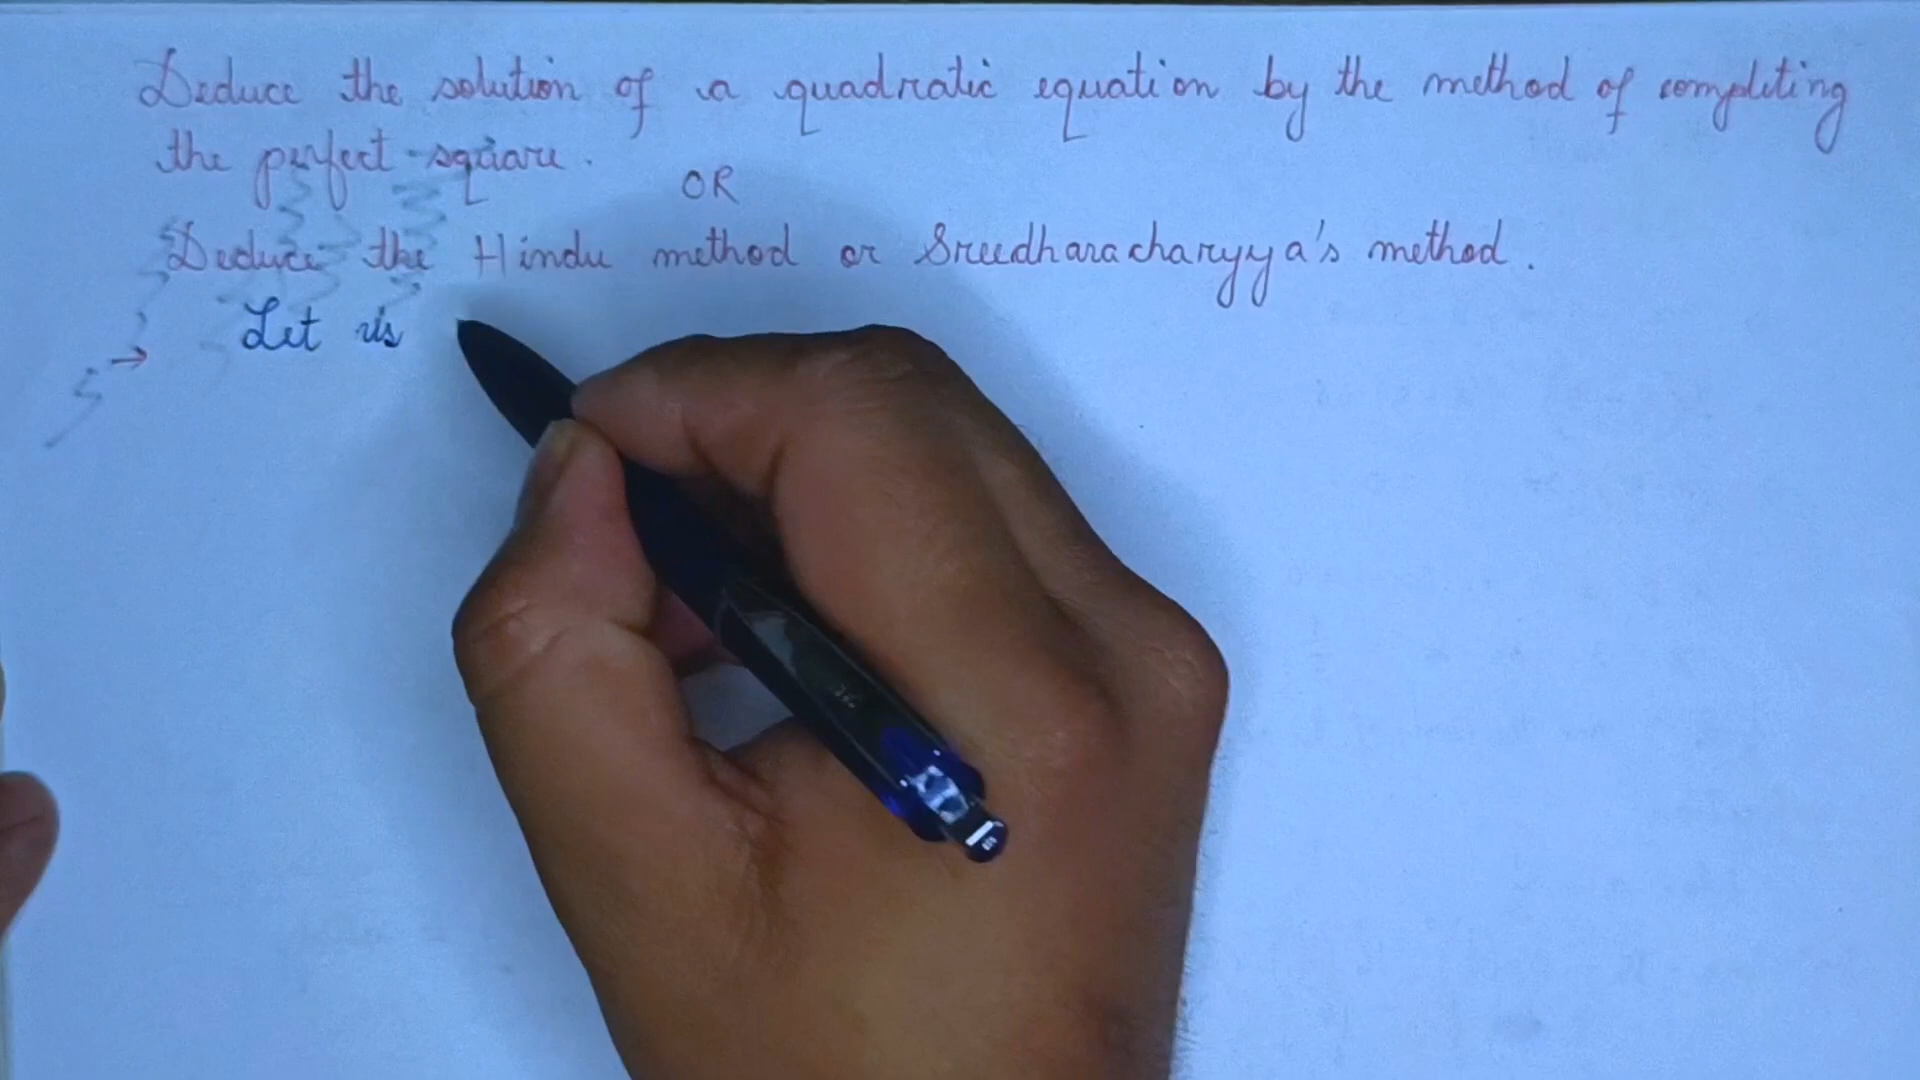 Deduce the solution of a quadratic equation by the method of completing
the perfect square.
OR
Deduce the Hindu method or Sreedharacharyya's method.
→ Let us